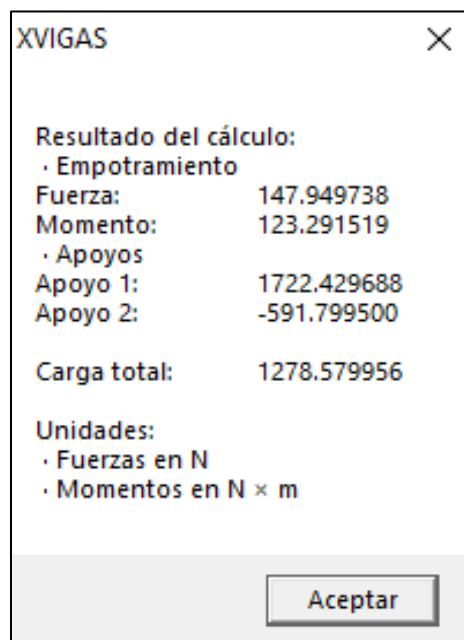 XVIGAS
Resultado del cálculo:
· Empotramiento
Fuerza: 147.949738
Momento: 123.291519
· Apoyos
Apoyo 1: 1722.429688
Apoyo 2: -591.799500
Carga total: 1278.579956
Unidades:
· Fuerzas en N
· Momentos en N × m
Aceptar